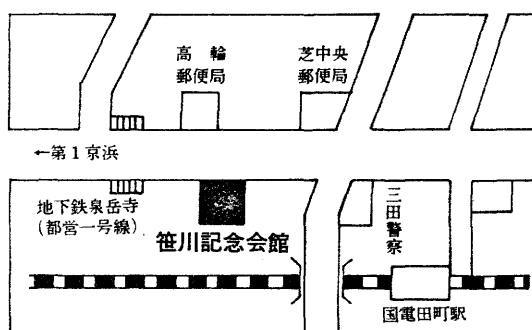 高輪
郵便局
芝中央
郵便局
←第1京浜
地下鉄泉岳寺
(都営一号線)
笹川記念会館
三田警察
国電田町駅